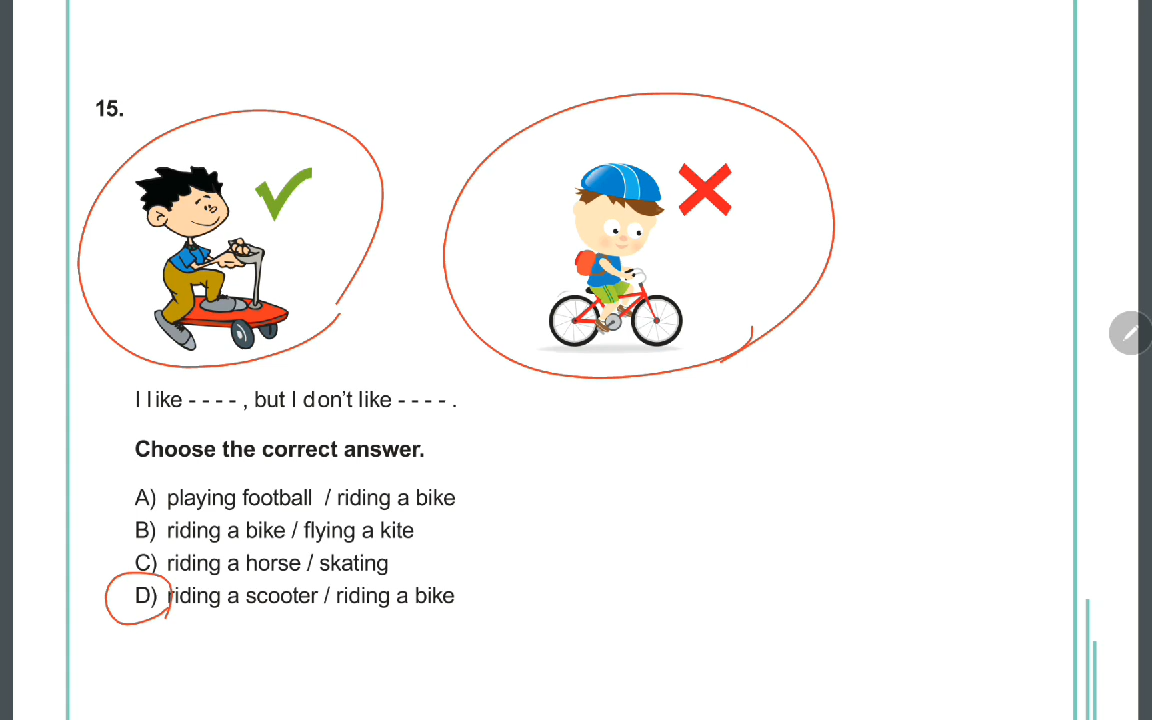 15.
I like - - - - , but I don't like - - - - .
Choose the correct answer.
A) playing football / riding a bike
B) riding a bike / flying a kite
C) riding a horse / skating
D) riding a scooter / riding a bike